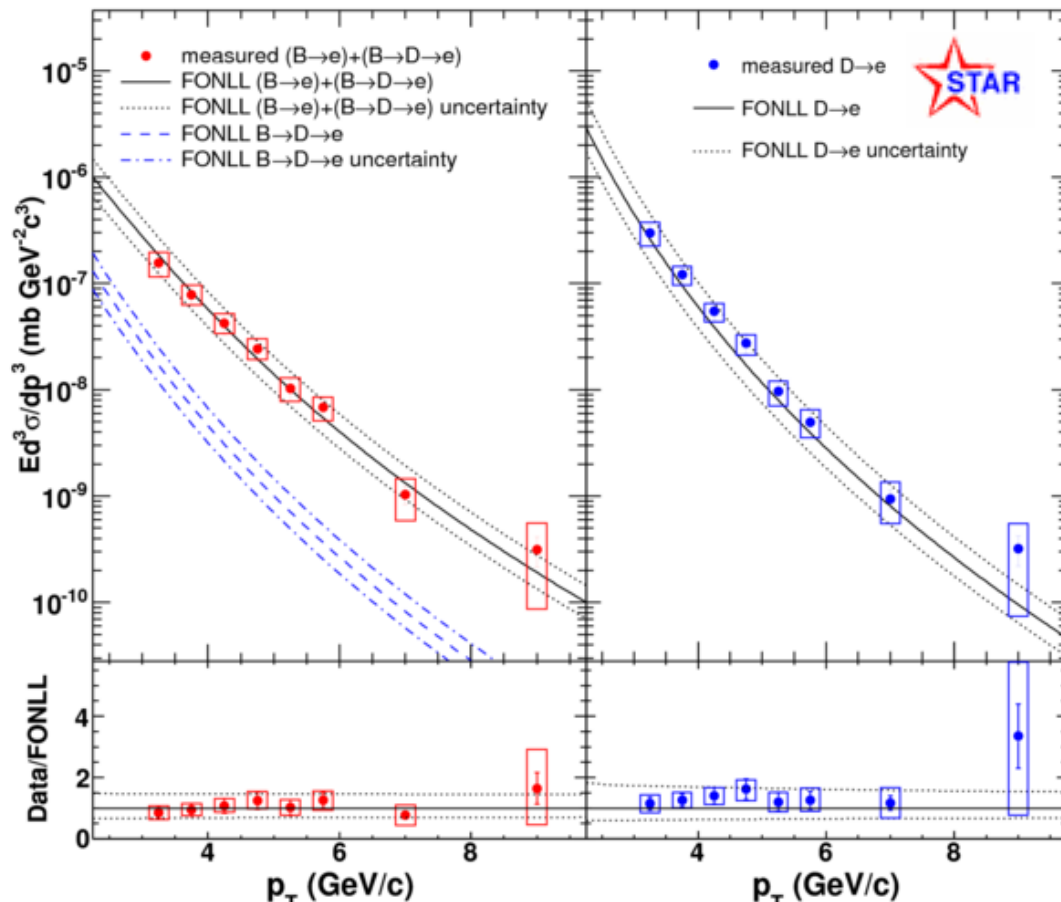 measured (B→e)+(B→D→e)
FONLL (B→e)+(B→D→e)
FONLL (B→e)+(B→D→e) uncertainty
FONLL B→D→e
FONLL B→D→e uncertainty
measured D→e
FONLL D→e
FONLL D→e uncertainty
STAR
Ed³σ/dp³ (mb GeV⁻²c³)
10⁻⁵
10⁻⁶
10⁻⁷
10⁻⁸
10⁻⁹
10⁻¹⁰
Data/FONLL
4
2
0
4 6 8
4 6 8
p_T (GeV/c)
p_T (GeV/c)